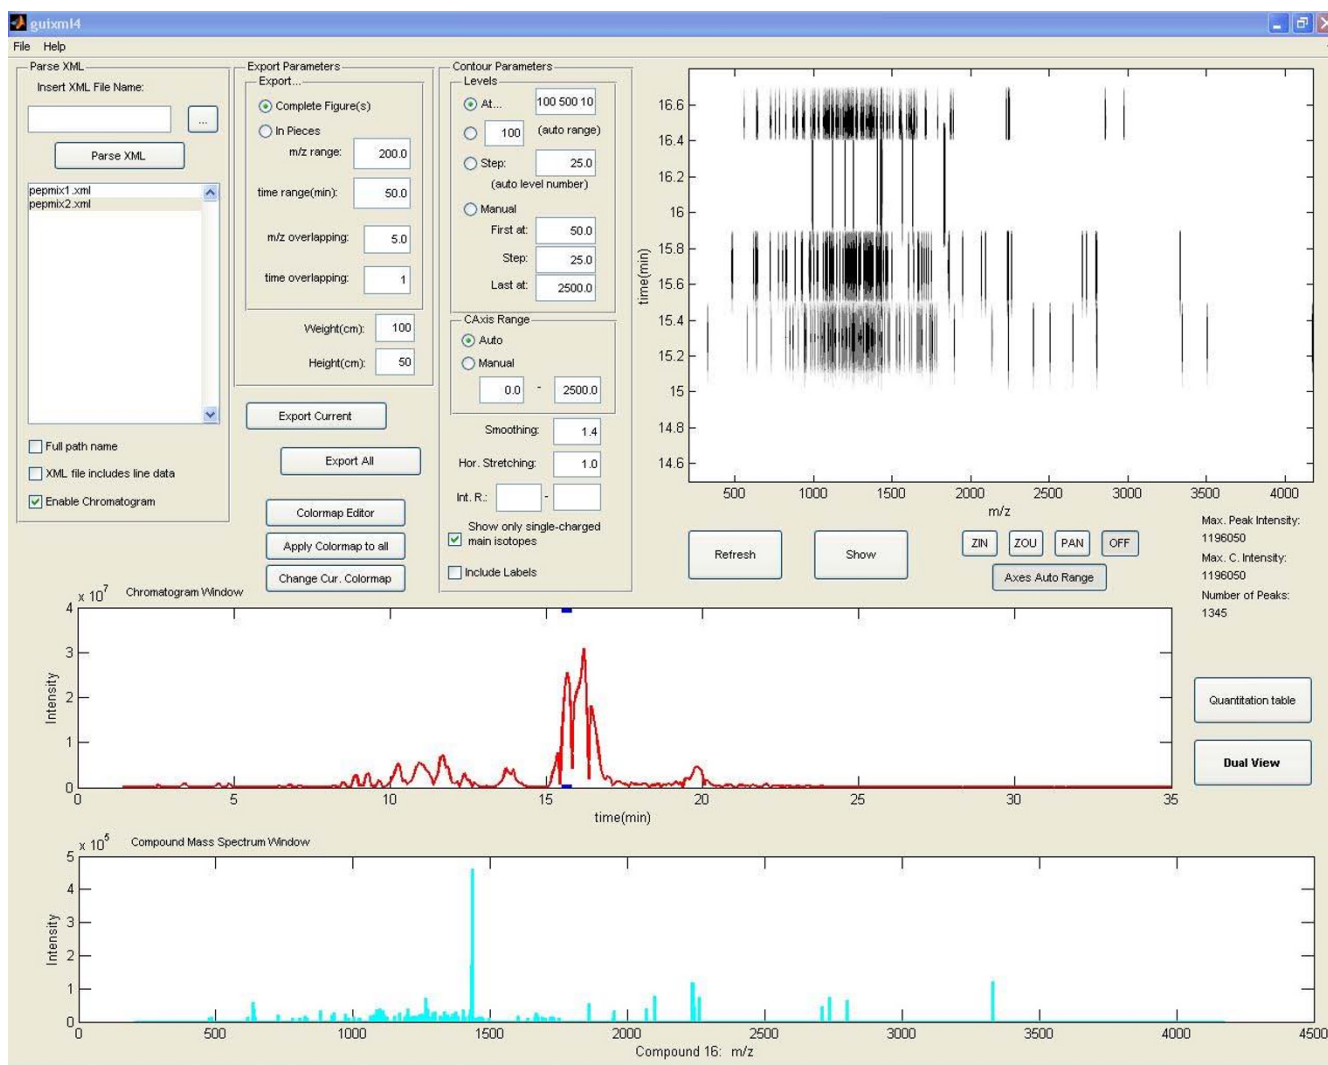 guixml4
File Help
Parse XML
Insert XML File Name:
...
Parse XML
pepmix1.xml
pepmix2.xml
Full path name
XML file includes line data
Enable Chromatogram
Export Parameters
Export...
Complete Figure(s)
In Pieces
m/z range: 200.0
time range(min): 50.0
m/z overlapping: 5.0
time overlapping: 1
Weight(cm): 100
Height(cm): 50
Export Current
Export All
Colormap Editor
Apply Colormap to all
Change Cur. Colormap
Contour Parameters
Levels
At... 100 500 10
100 (auto range)
Step: 25.0
(auto level number)
Manual
First at: 50.0
Step: 25.0
Last at: 2500.0
CAxis Range
Auto
Manual
0.0 - 2500.0
Smoothing: 1.4
Hor. Stretching: 1.0
Int. R.: -
Show only single-charged
main isotopes
Include Labels
time(min)
16.6
16.4
16.2
16
15.8
15.6
15.4
15.2
15
14.8
14.6
500 1000 1500 2000 2500 3000 3500 4000
m/z
Refresh
Show
ZIN ZOU PAN OFF
Axes Auto Range
Max. Peak Intensity:
1196050
Max. C. Intensity:
1196050
Number of Peaks:
1345
Quantitation table
Dual View
x 10^7 Chromatogram Window
Intensity
4
3
2
1
0
0 5 10 15 20 25 30 35
time(min)
x 10^5 Compound Mass Spectrum Window
Intensity
5
4
3
2
1
0
0 500 1000 1500 2000 2500 3000 3500 4000 4500
Compound 16: m/z